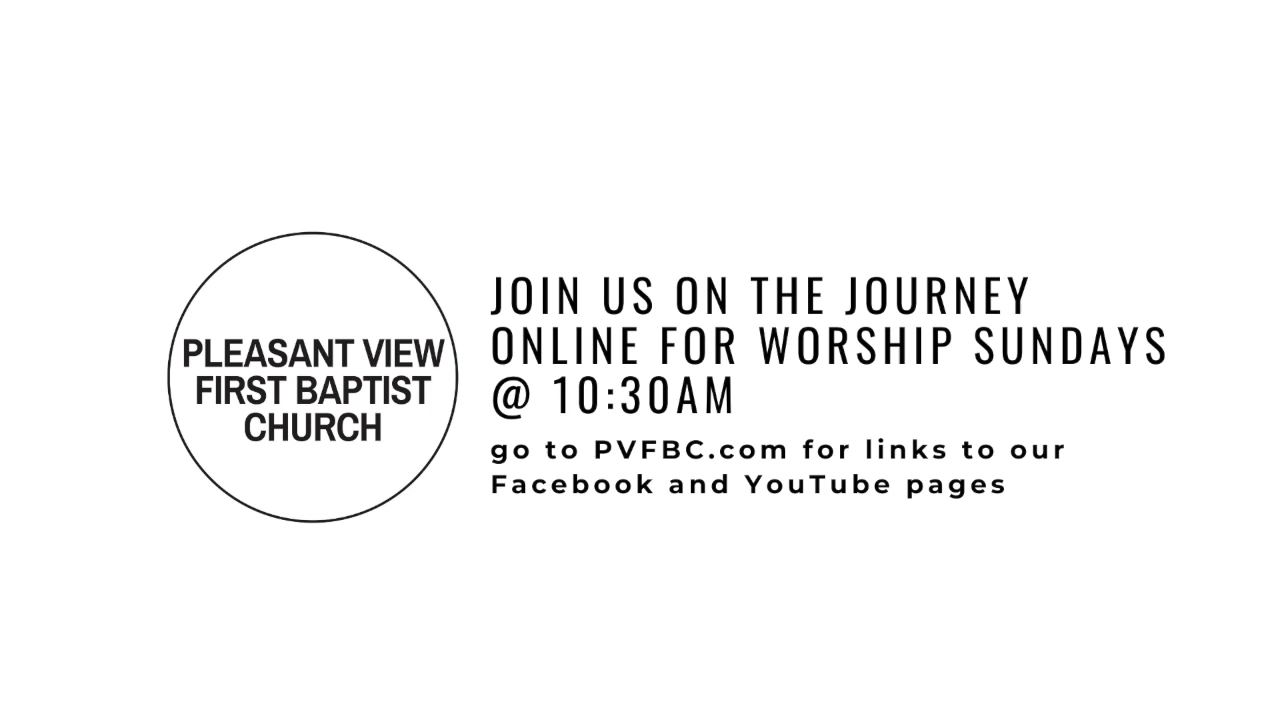 PLEASANT VIEW
FIRST BAPTIST
CHURCH
JOIN US ON THE JOURNEY
ONLINE FOR WORSHIP SUNDAYS
@ 10:30AM
go to PVFBC.com for links to our
Facebook and YouTube pages